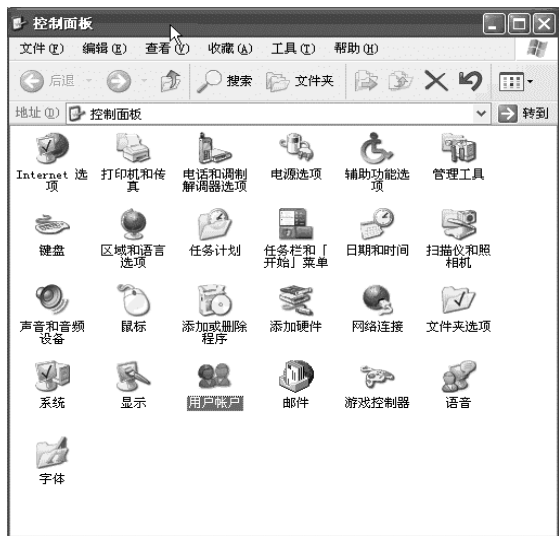 控制面板
文件(F) 编辑(E) 查看(V) 收藏(A) 工具(T) 帮助(H)
后退 搜索 文件夹
地址(D) 控制面板 转到
Internet 选
项
打印机和传
真
电话和调制
解调器选项
电源选项
辅助功能选
项
管理工具
键盘
区域和语言
选项
任务计划
任务栏和「
开始」菜单
日期和时间
扫描仪和照
相机
声音和音频
设备
鼠标
添加或删除
程序
添加硬件
网络连接
文件夹选项
系统
显示
用户帐户
邮件
游戏控制器
语音
字体